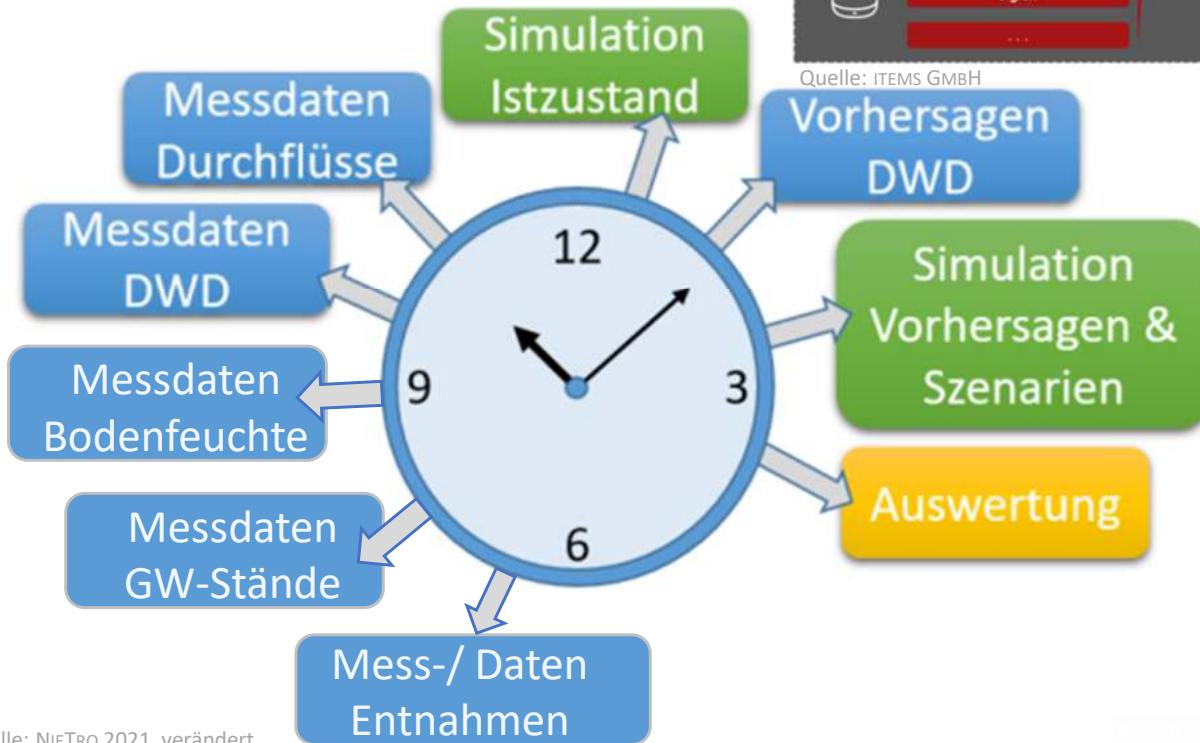 . . .
Quelle: ITEMS GMBH
Simulation
Istzustand
Messdaten
Durchflüsse
Vorhersagen
DWD
Messdaten
DWD
Simulation
Vorhersagen &
Szenarien
12
Messdaten
Bodenfeuchte
9
3
Auswertung
Messdaten
GW-Stände
6
Mess-/ Daten
Entnahmen
NIETRO 2021, verändert